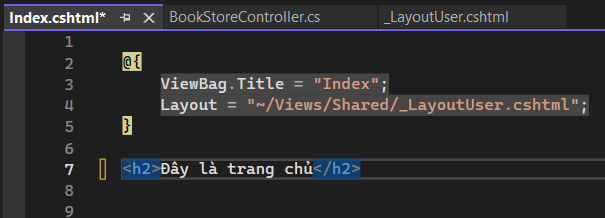 Index.cshtml* BookStoreController.cs _LayoutUser.cshtml
1
2 @{
3 ViewBag.Title = "Index";
4 Layout = "~/Views/Shared/_LayoutUser.cshtml";
5 }
6
7 <h2>Đây là trang chủ</h2>
8
9